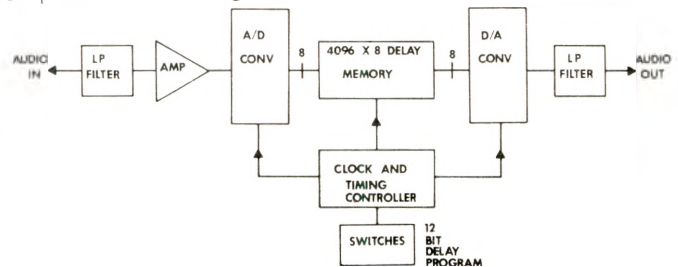 AUDIO
IN
LP
FILTER
AMP
A/D
CONV
8
4096 X 8 DELAY
MEMORY
8
D/A
CONV
LP
FILTER
AUDIO
OUT
CLOCK AND
TIMING
CONTROLLER
SWITCHES
12
BIT
DELAY
PROGRAM